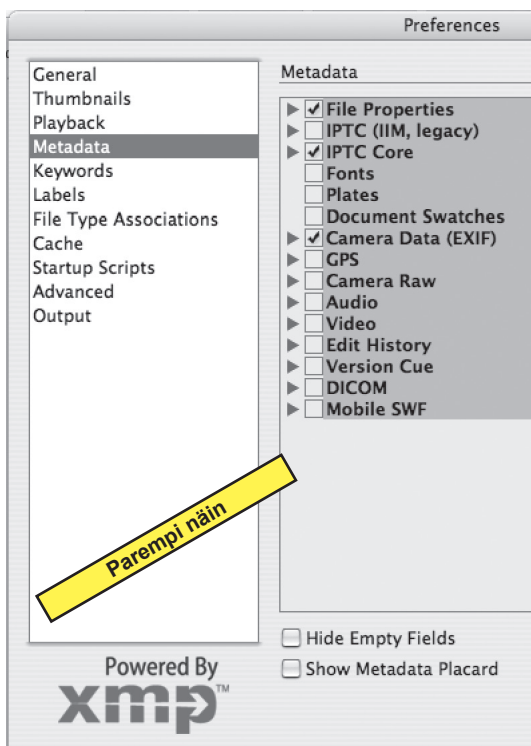 Preferences
General
Thumbnails
Playback
Metadata
Keywords
Labels
File Type Associations
Cache
Startup Scripts
Advanced
Output
Parempi näin
Powered By
xmp™
Metadata
File Properties
IPTC (IIM, legacy)
IPTC Core
Fonts
Plates
Document Swatches
Camera Data (EXIF)
GPS
Camera Raw
Audio
Video
Edit History
Version Cue
DICOM
Mobile SWF
Hide Empty Fields
Show Metadata Placard